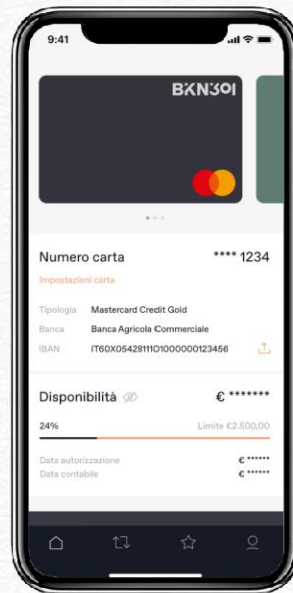 9:41
BKN301
Numero carta **** 1234
Impostazioni carta
Tipologia Mastercard Credit Gold
Banca Banca Agricola Commerciale
IBAN IT60X0542811101000000123456
Disponibilità € *******
24% Limite €2.500,00
Data autorizzazione € ******
Data contabile € ******